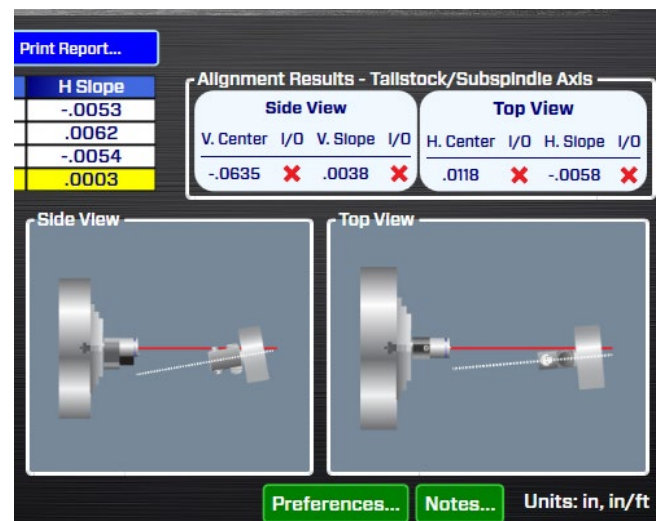 Print Report...
H Slope
-.0053
.0062
-.0054
.0003
Alignment Results - Tailstock/Subspindle Axis
Side View
V. Center I/O V. Slope I/O
-.0635 .0038
Top View
H. Center I/O H. Slope I/O
.0118 -.0058
Side View
Top View
Preferences...
Notes...
Units: in, in/ft